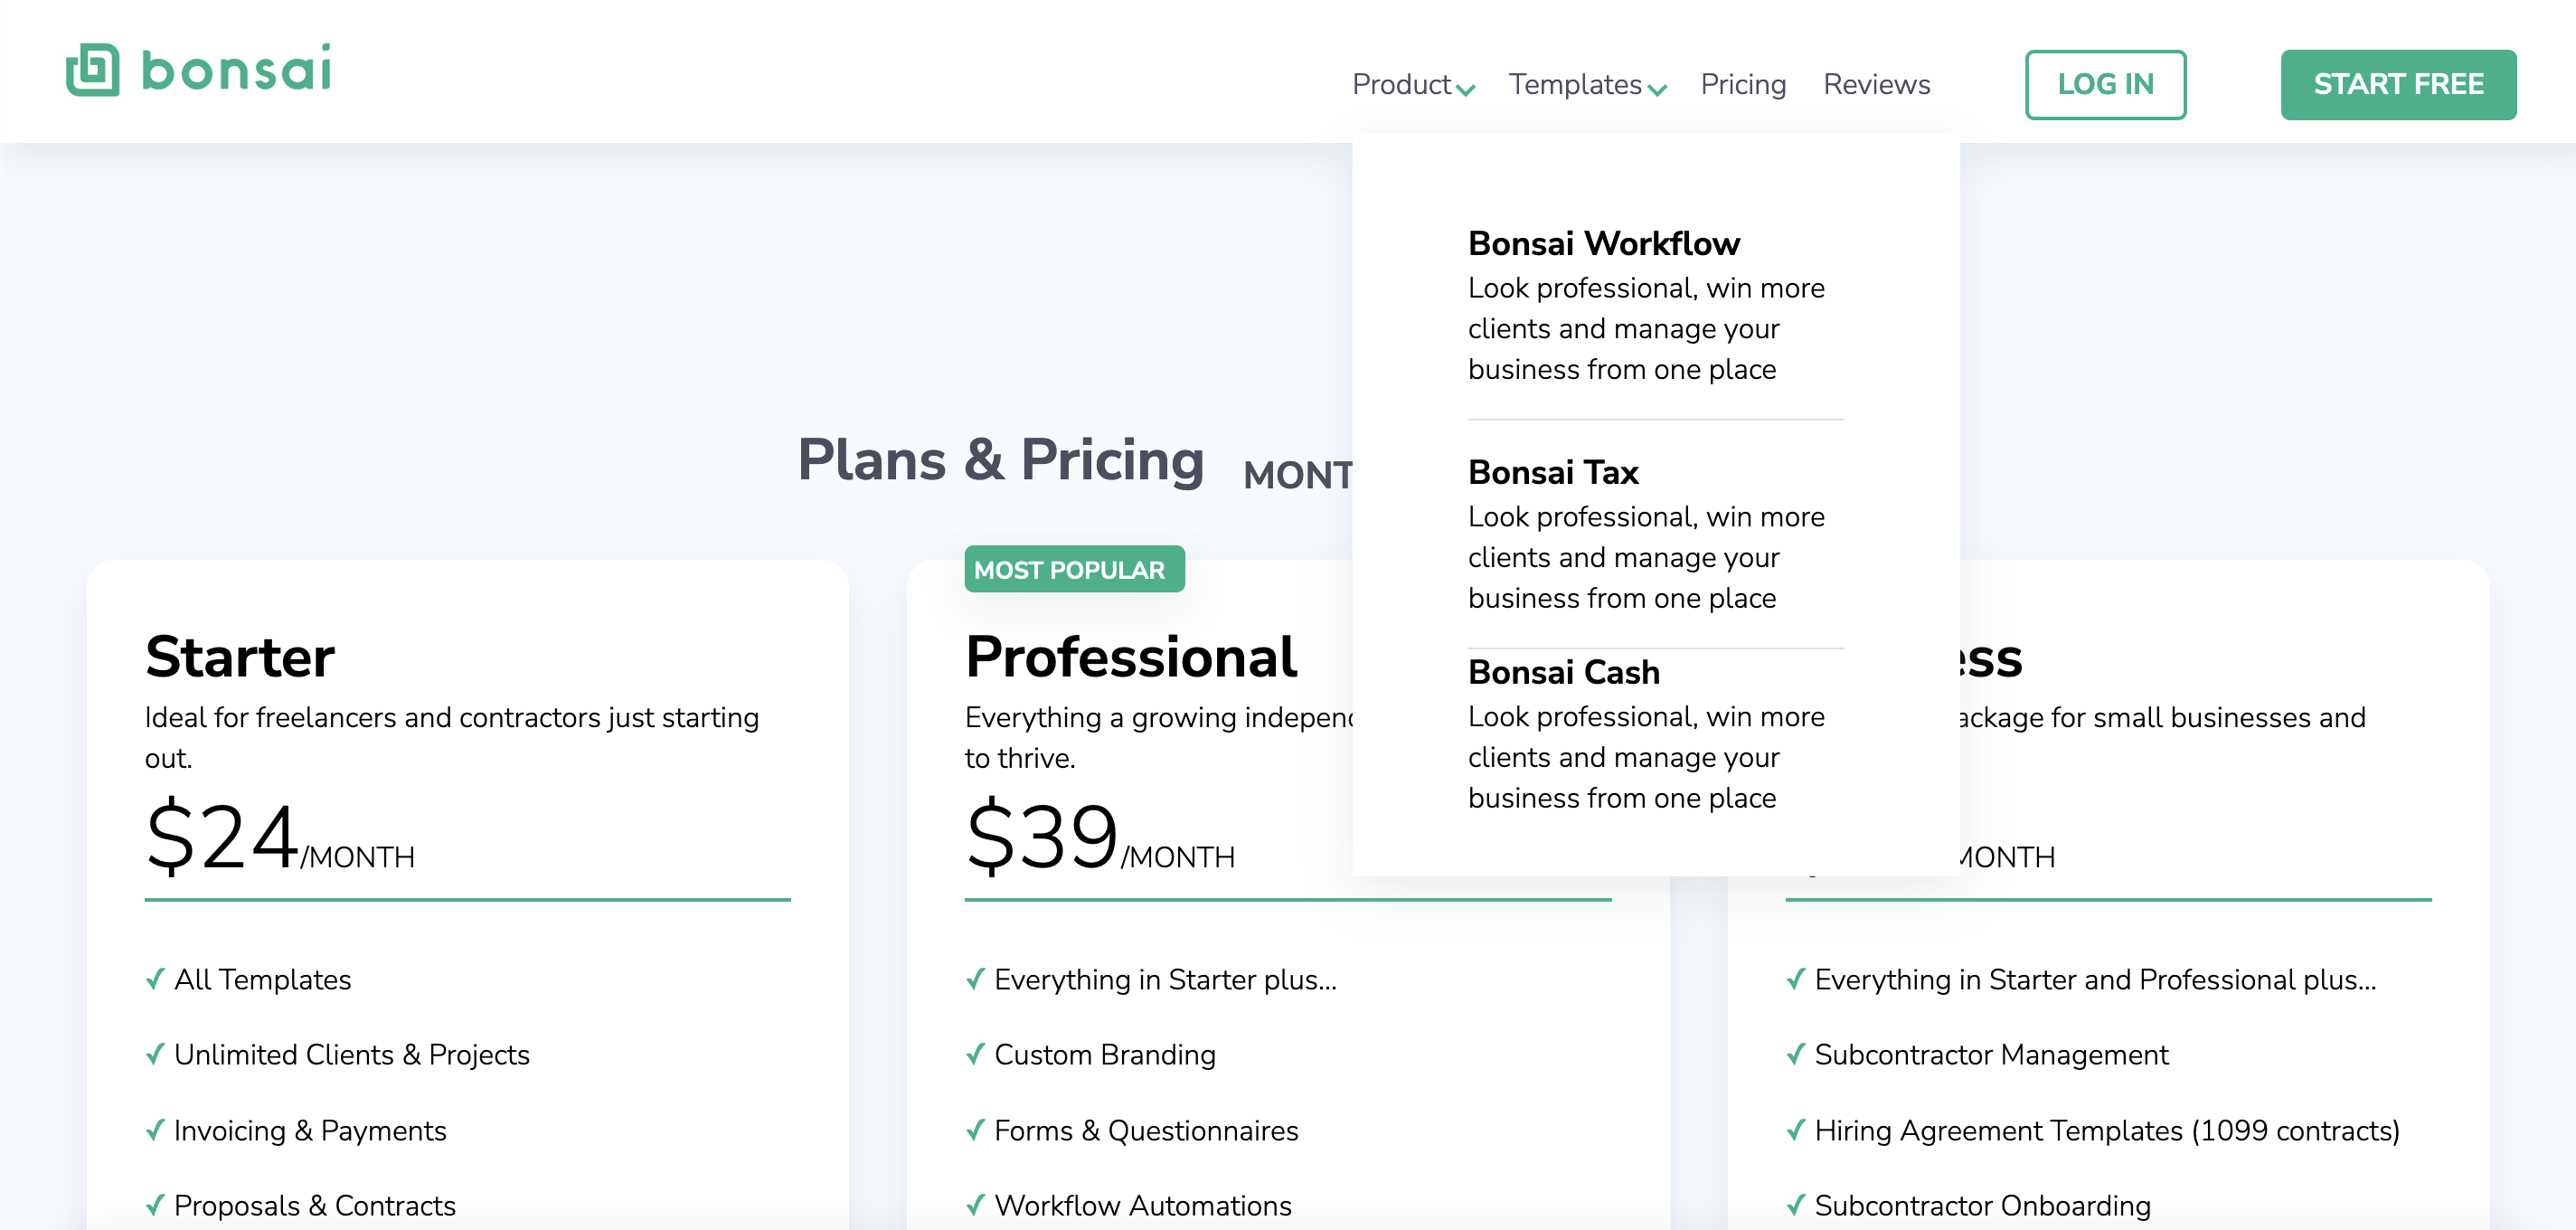 bonsai
Product
Templates
Pricing
Reviews
LOG IN
START FREE
Bonsai Workflow
Look professional, win more
clients and manage your
business from one place
Bonsai Tax
Look professional, win more
clients and manage your
business from one place
Bonsai Cash
Look professional, win more
clients and manage your
business from one place
Plans & Pricing
Starter
Ideal for freelancers and contractors just starting
out.
$24/MONTH
All Templates
Unlimited Clients & Projects
Invoicing & Payments
Proposals & Contracts
MOST POPULAR
Professional
Everything a growing
to thrive.
$39/MONTH
Everything in Starter plus...
Custom Branding
Forms & Questionnaires
Workflow Automations
for small businesses and
MONTH
Everything in Starter and Professional plus...
Subcontractor Management
Hiring Agreement Templates (1099 contracts)
Subcontractor Onboarding